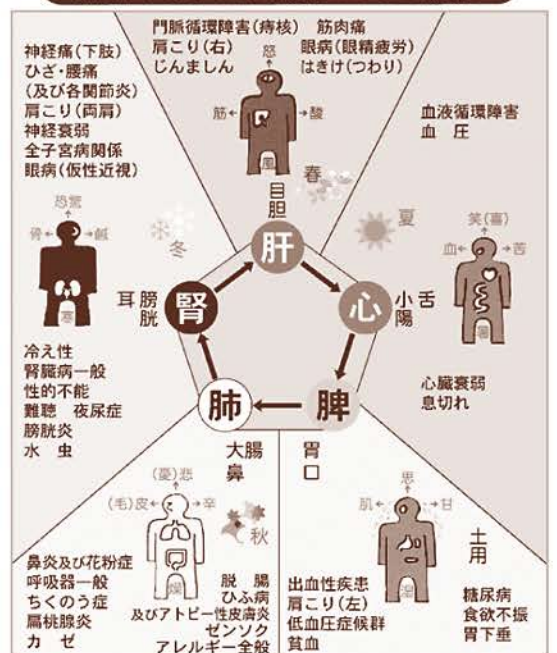 門脈循環障害(痔核)
肩こり(右)
じんましん
筋肉痛
眼病(眼精疲労)
はきけ(つわり)
怒
筋
酸
風
春
目
胆
肝
神経痛(下肢)
ひざ・腰痛
(及び各関節炎)
肩こり(両肩)
神経衰弱
全子宮病関係
眼病(仮性近視)
恐驚
骨
鹹
寒
冬
耳
膀胱
腎
冷え性
腎臓病一般
性的不能
難聴 夜尿症
膀胱炎
水 虫
血液循環障害
血 圧
夏
笑(喜)
血
苦
暑
心
小陽
舌
心臓衰弱
息切れ
肺
大腸
鼻
(憂)悲
(毛)皮
辛
燥
秋
鼻炎及び花粉症
呼吸器一般
ちくのう症
扁桃腺炎
カ ゼ
脱 腸
ひふ病
及びアトピー性皮膚炎
ゼンソク
アレルギー全般
脾
胃
口
思
肌
甘
湿
土用
出血性疾患
肩こり(左)
低血圧症候群
貧血
糖尿病
食欲不振
胃下垂